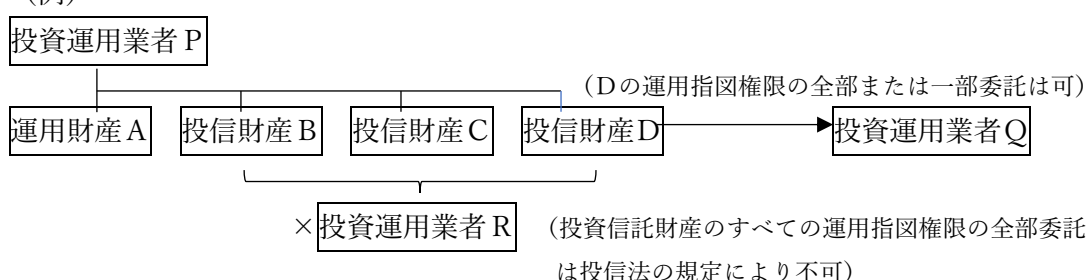 （例）
投資運用業者Ｐ
（Ｄの運用指図権限の全部または一部委託は可）
運用財産Ａ 投信財産Ｂ 投信財産Ｃ 投信財産Ｄ 投資運用業者Ｑ
×投資運用業者Ｒ （投資信託財産のすべての運用指図権限の全部委託
は投信法の規定により不可）